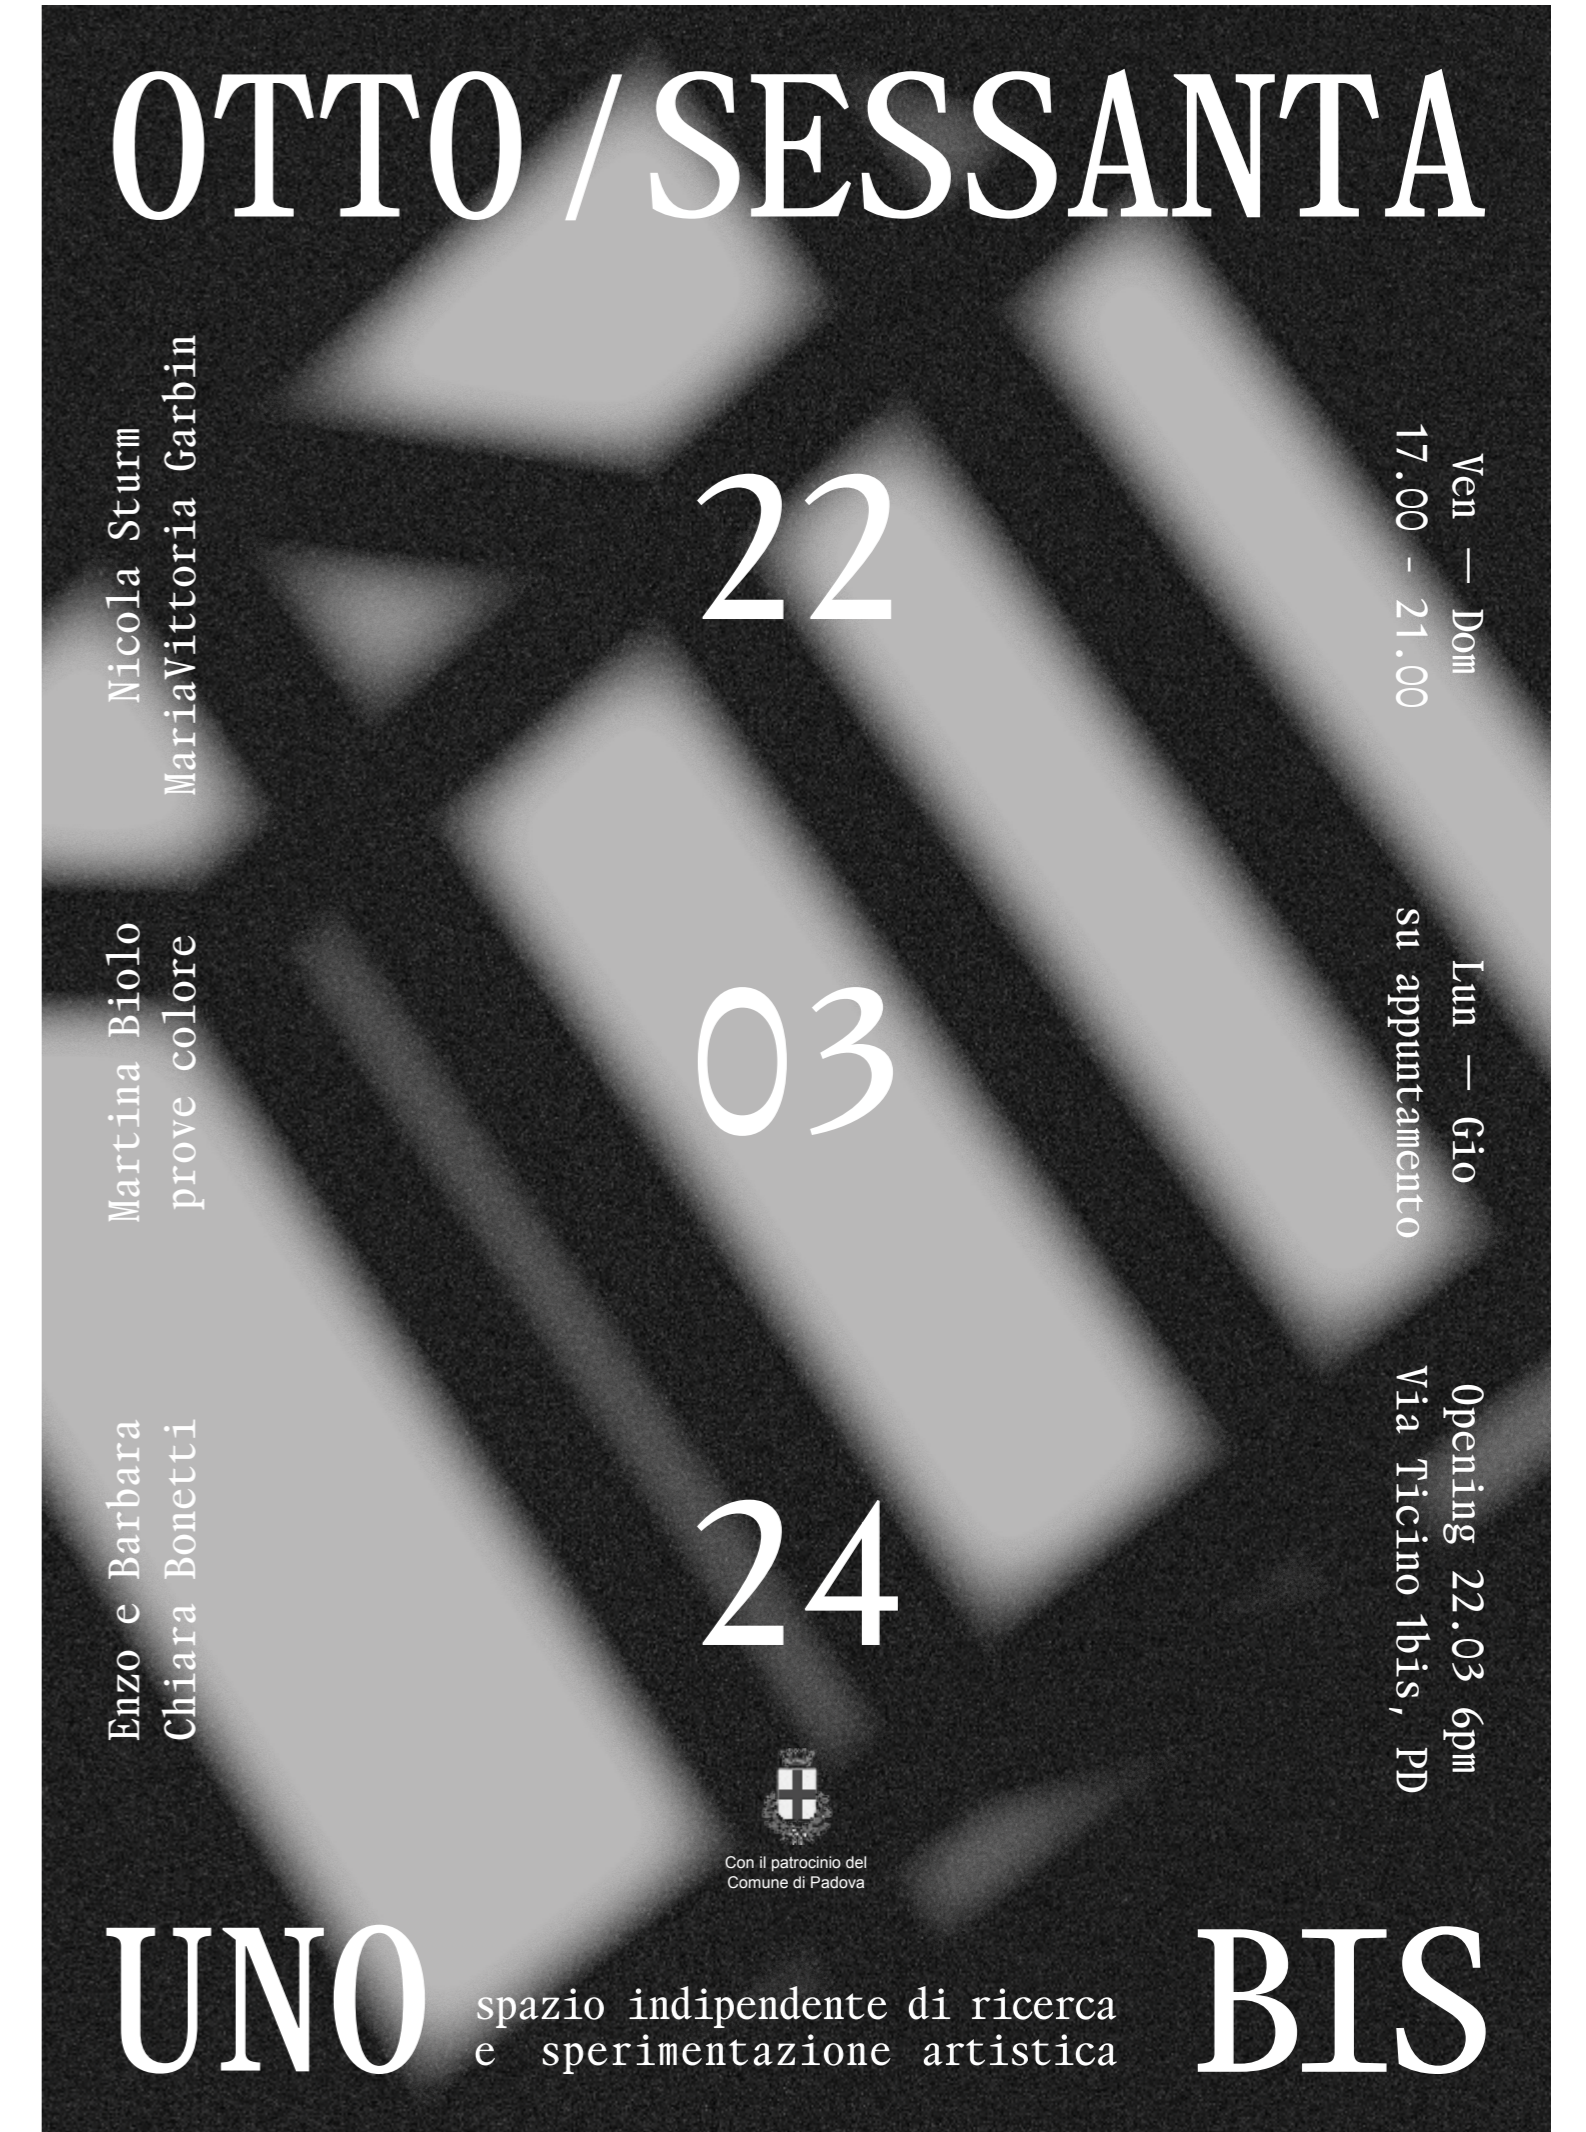 OTTO / SESSANTA
Nicola Sturm
MariaVittoria Garbin
Martina Biolo
prove colore
Enzo e Barbara
Chiara Bonetti
22
03
24
Ven — Dom
17.00 - 21.00
Lun — Gio
su appuntamento
Opening 22.03 6pm
Via Ticino 1bis, PD
Con il patrocinio del
Comune di Padova
UNO
spazio indipendente di ricerca
e sperimentazione artistica
BIS